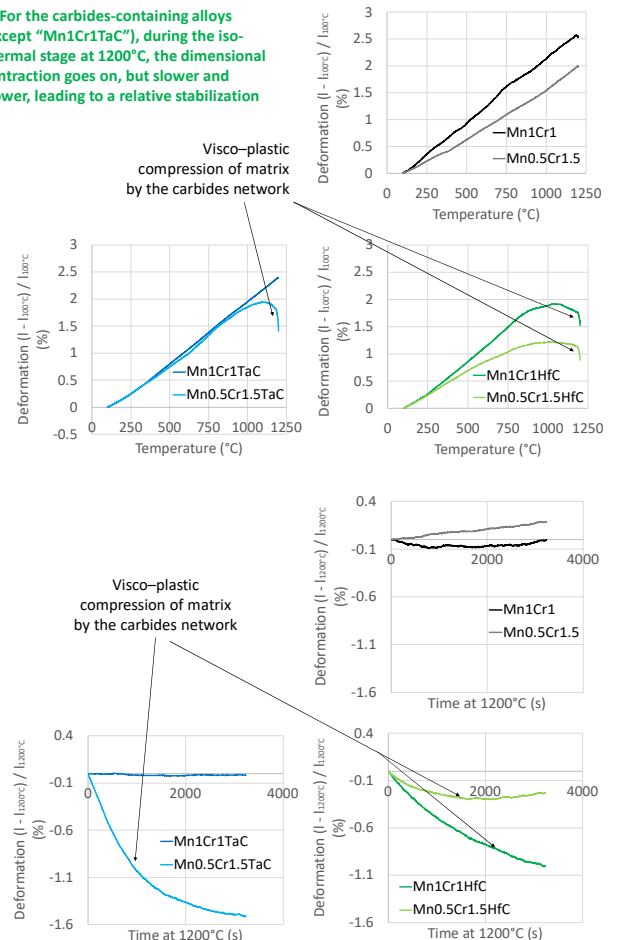 For the carbides-containing alloys
xcept “Mn1Cr1TaC”), during the iso-
ermal stage at 1200°C, the dimensional
ntraction goes on, but slower and
ower, leading to a relative stabilization
Deformation (l - l100°C) / l100°C
(%)
3
2.5
2
1.5
1
0.5
0
Mn1Cr1
Mn0.5Cr1.5
0 250 500 750 1000 1250
Temperature (°C)
Visco–plastic
compression of matrix
by the carbides network
Deformation (l - l100°C) / l100°C
(%)
3
2.5
2
1.5
1
0.5
0
-0.5
Mn1Cr1TaC
Mn0.5Cr1.5TaC
0 250 500 750 1000 1250
Temperature (°C)
Deformation (l - l100°C) / l100°C
(%)
3
2.5
2
1.5
1
0.5
0
Mn1Cr1HfC
Mn0.5Cr1.5HfC
0 250 500 750 1000 1250
Temperature (°C)
Deformation (l - l1200°C) / l1200°C
(%)
0.4
-0.1
-0.6
-1.1
-1.6
0 2000 4000
Mn1Cr1
Mn0.5Cr1.5
Time at 1200°C (s)
Visco–plastic
compression of matrix
by the carbides network
Deformation (l - l1200°C) / l1200°C
(%)
0.4
-0.1
-0.6
-1.1
-1.6
0 2000 4000
Mn1Cr1TaC
Mn0.5Cr1.5TaC
Time at 1200°C (s)
Deformation (l - l1200°C) / l1200°C
(%)
0.4
-0.1
-0.6
-1.1
-1.6
0 2000 4000
Mn1Cr1HfC
Mn0.5Cr1.5HfC
Time at 1200°C (s)